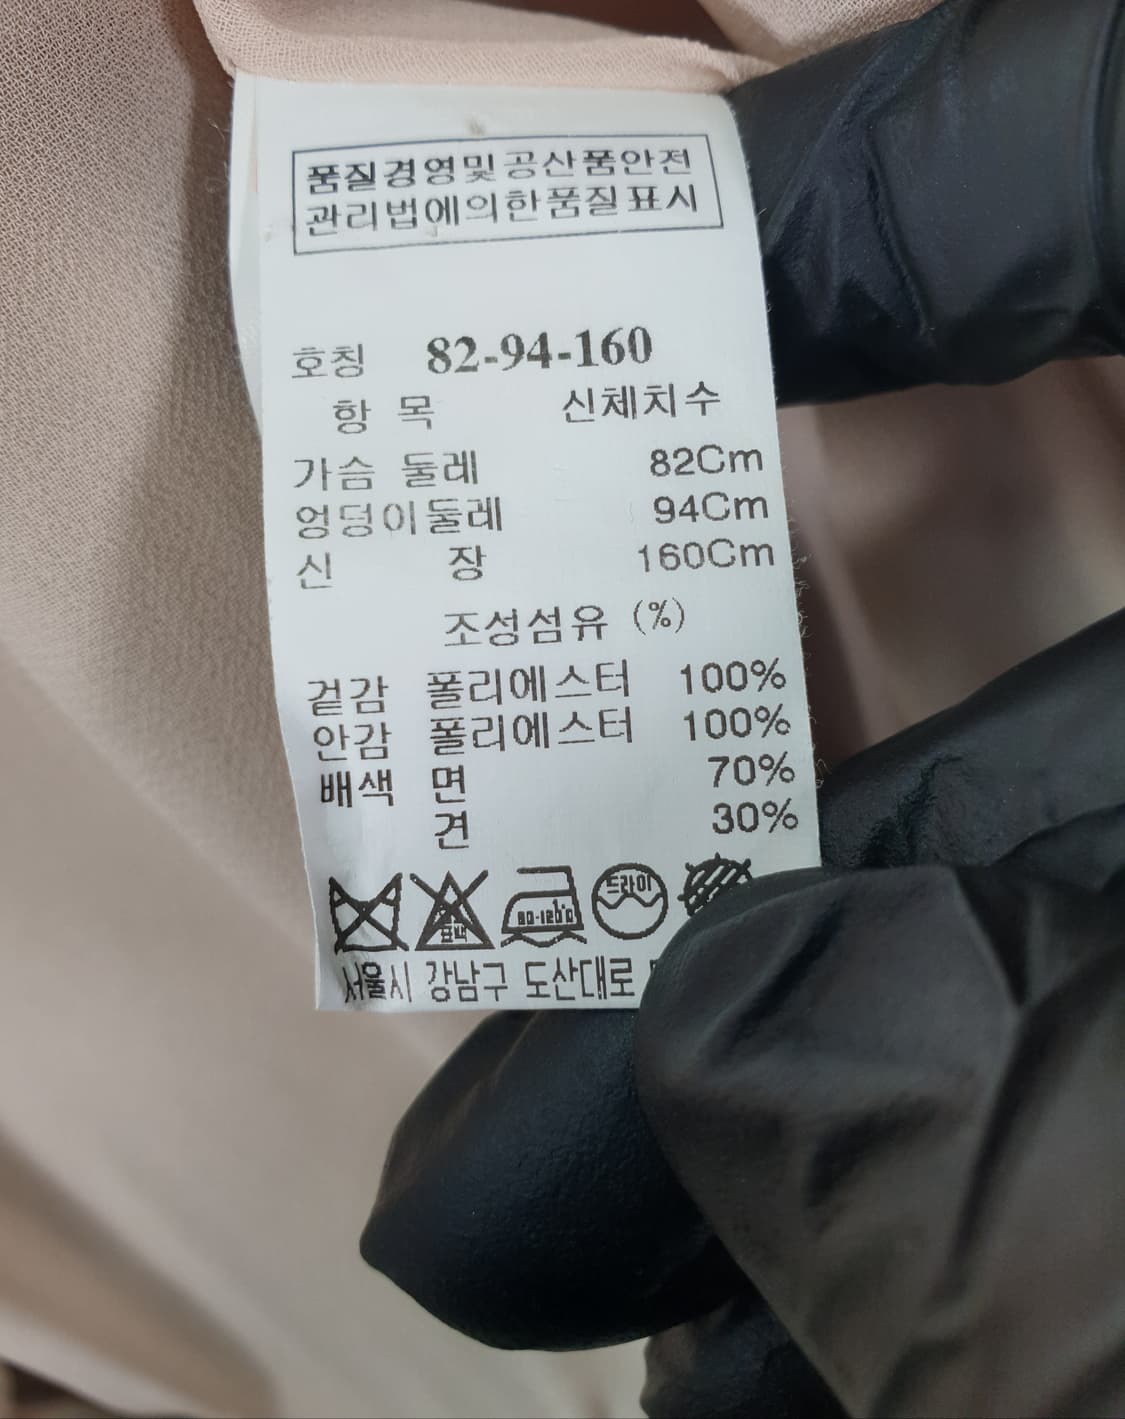 품질경영및공산품안전
관리법에의한품질표시
호칭 82-94-160
항 목 신체치수
가슴 둘레 82Cm
엉덩이둘레 94Cm
신 장 160Cm
조성섬유 (%)
겉감 폴리에스터 100%
안감 폴리에스터 100%
배색 면 70%
견 30%
표백 80-120°C 드라이
서울시 강남구 도산대로